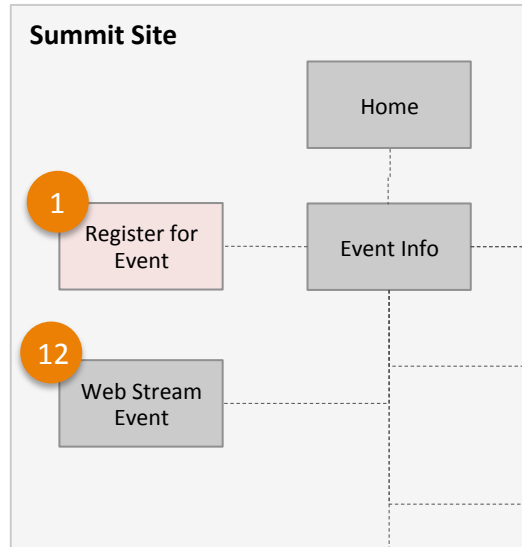 Summit Site
Home
1
Register for
Event
Event Info
12
Web Stream
Event